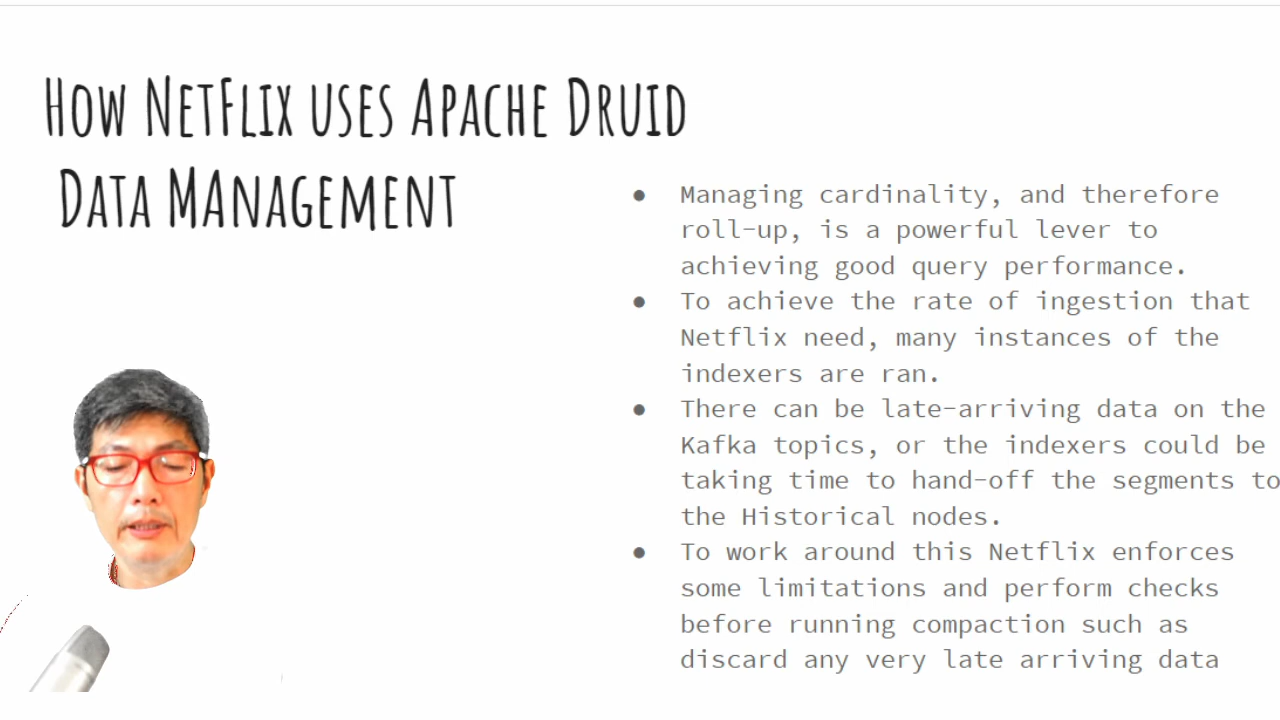 How NetFlix uses Apache Druid
Data MAnagement
● Managing cardinality, and therefore
roll-up, is a powerful lever to
achieving good query performance.
● To achieve the rate of ingestion that
Netflix need, many instances of the
indexers are ran.
● There can be late-arriving data on the
Kafka topics, or the indexers could be
taking time to hand-off the segments to
the Historical nodes.
● To work around this Netflix enforces
some limitations and perform checks
before running compaction such as
discard any very late arriving data